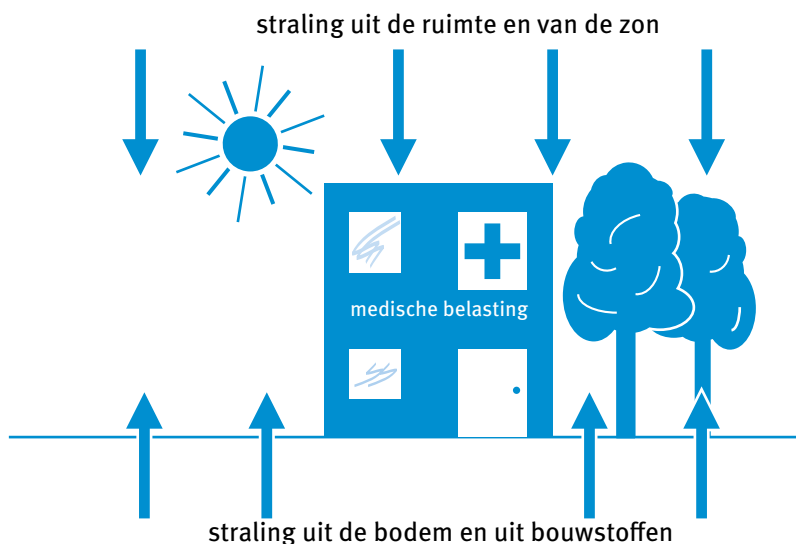 straling uit de ruimte en van de zon
medische belasting
straling uit de bodem en uit bouwstoffen